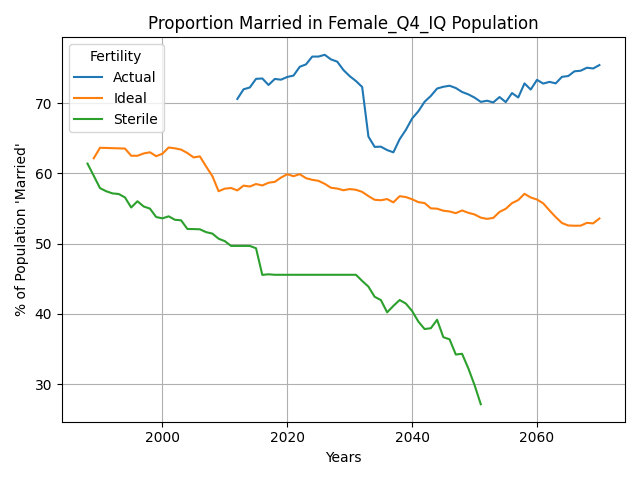 Proportion Married in Female_Q4_IQ Population
% of Population 'Married'
Fertility
Actual
Ideal
Sterile
70
60
50
40
30
2000 2020 2040 2060
Years